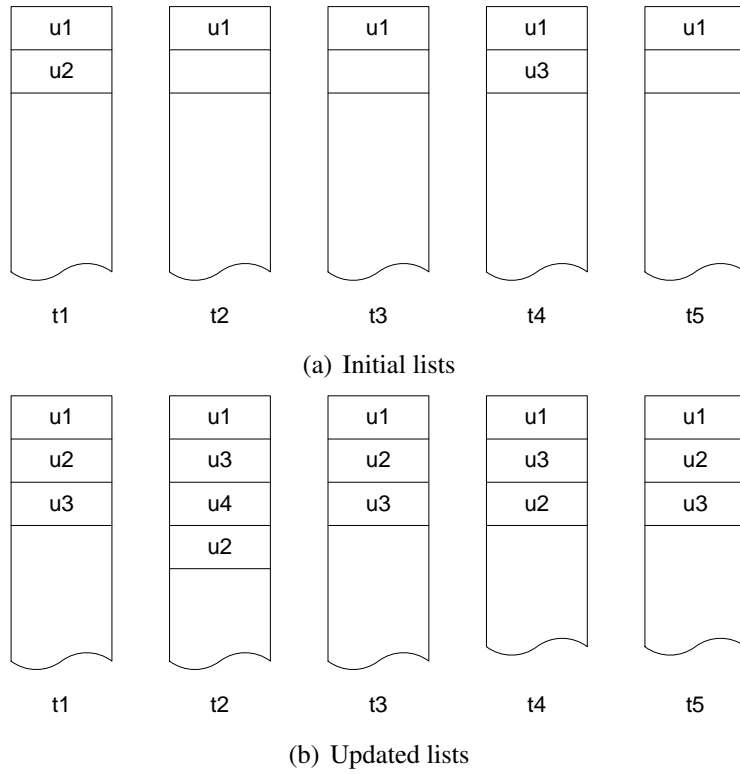 u1 u1 u1 u1 u1
u2 u3
t1 t2 t3 t4 t5
(a) Initial lists
u1 u1 u1 u1 u1
u2 u3 u2 u3 u2
u3 u4 u3 u2 u3
u2
t1 t2 t3 t4 t5
(b) Updated lists